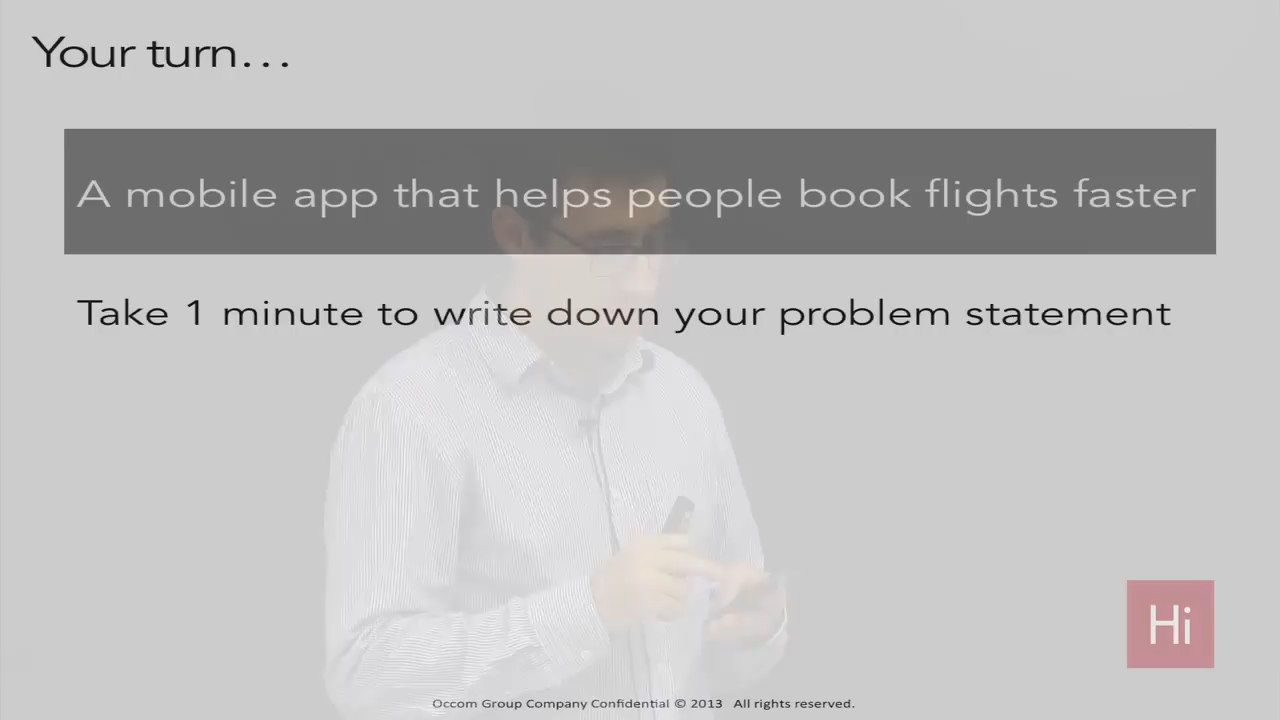 Your turn...
A mobile app that helps people book flights faster
Take 1 minute to write down your problem statement
Hi
Occom Group Company Confidential © 2013 All rights reserved.